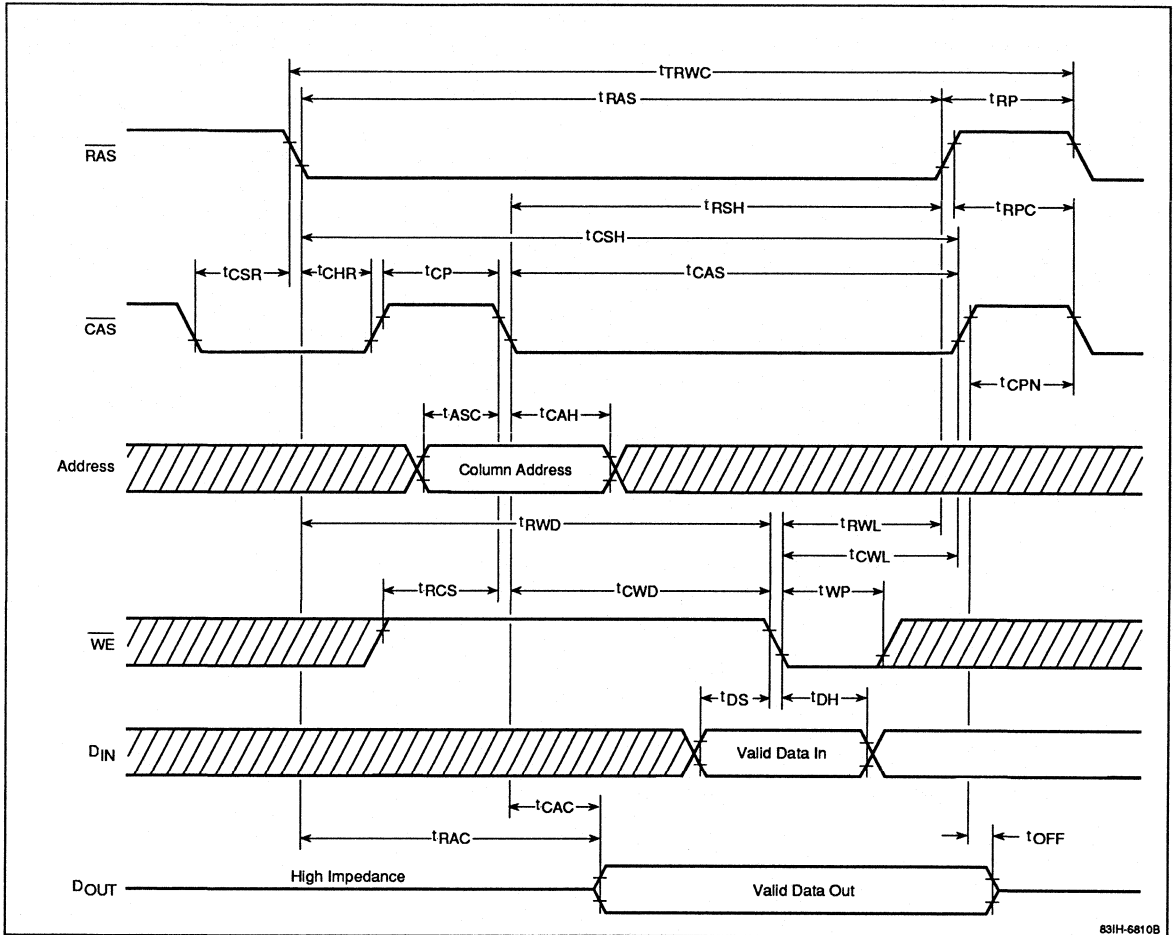 tTRWC
tRAS
tRP
RAS
tRSH
tRPC
tCSH
tCSR
tCHR
tCP
tCAS
CAS
tCPN
tASC
tCAH
Address
Column Address
tRWD
tRWL
tCWL
tRCS
tCWD
tWP
WE
tDS
tDH
DIN
Valid Data In
tCAC
tRAC
tOFF
High Impedance
DOUT
Valid Data Out
83IH-6810B